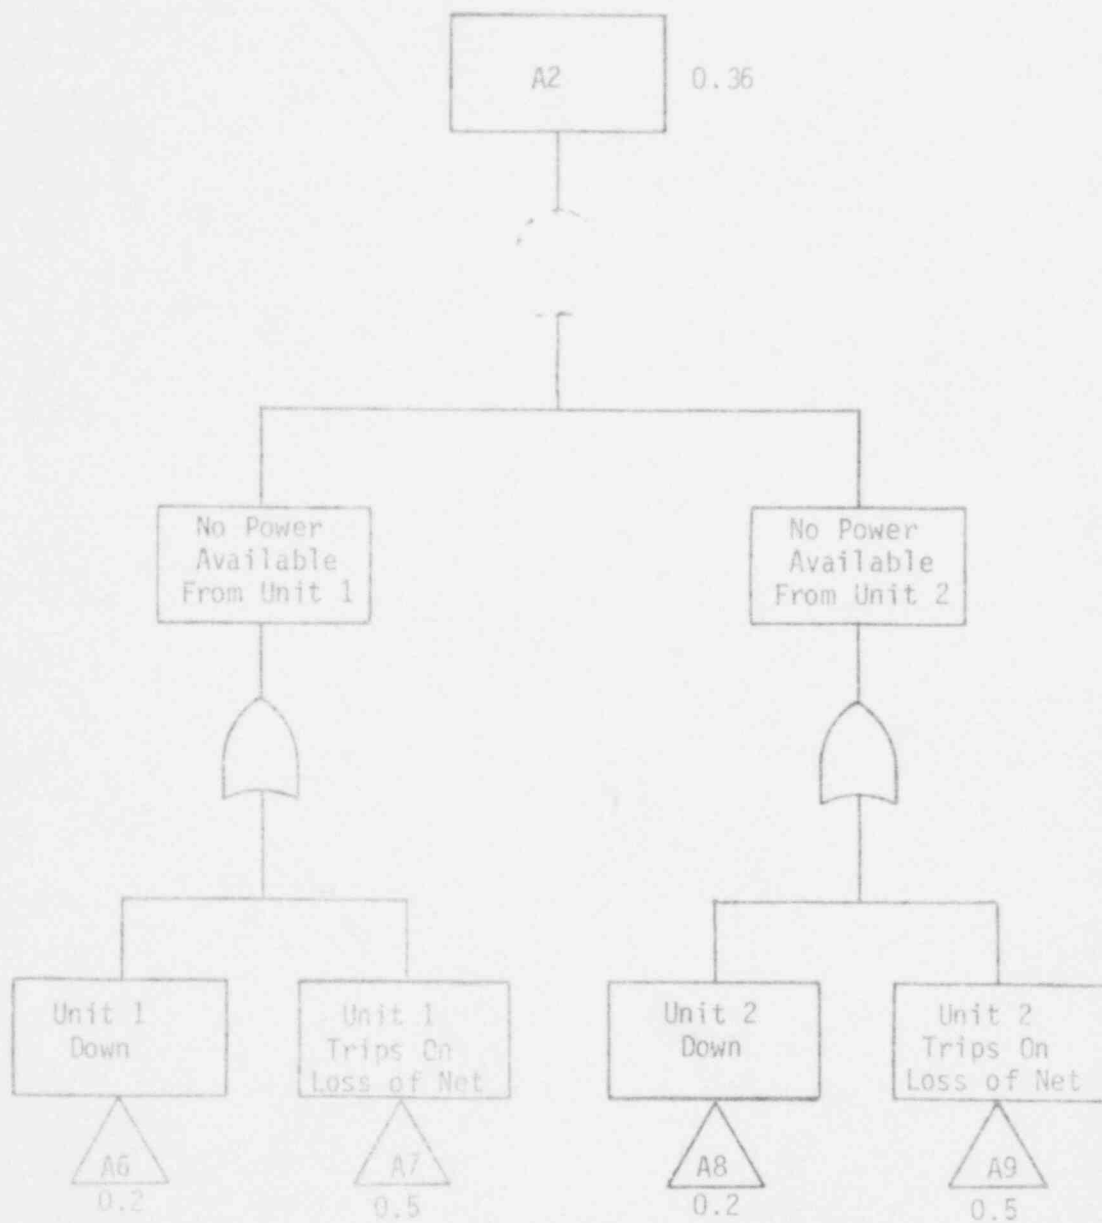 A2
0.36
No Power
Available
From Unit 1
No Power
Available
From Unit 2
Unit 1
Down
Unit 1
Trips On
Loss of Net
Unit 2
Down
Unit 2
Trips On
Loss of Net
A6
0.2
A7
0.5
A8
0.2
A9
0.5